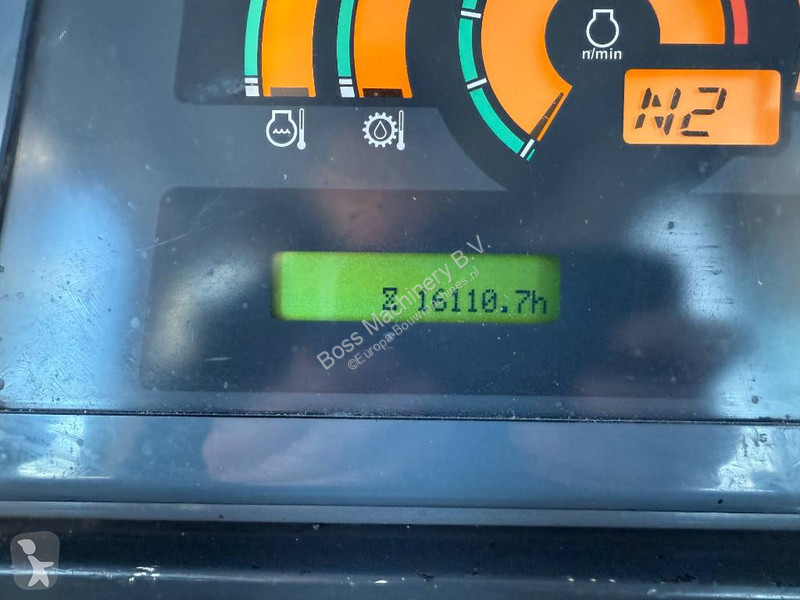 n/min
N2
16110.7h
Boss Machinery B.V.